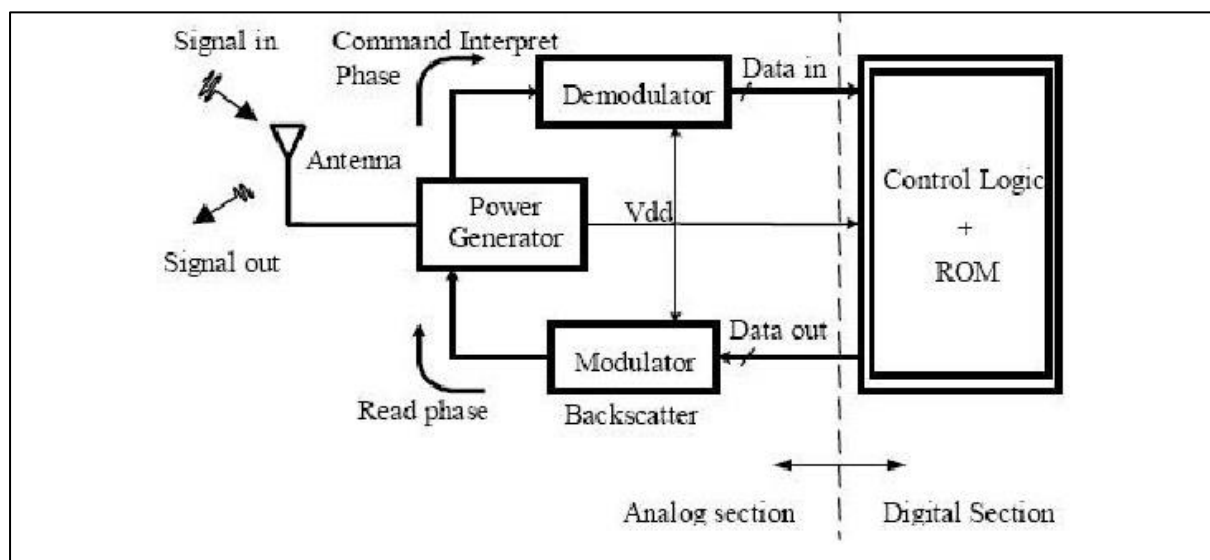 Signal in
Command Interpret
Phase
Demodulator
Data in
Antenna
Power
Generator
Vdd
Control Logic
+
ROM
Signal out
Data out
Modulator
Read phase
Backscatter
Analog section
Digital Section